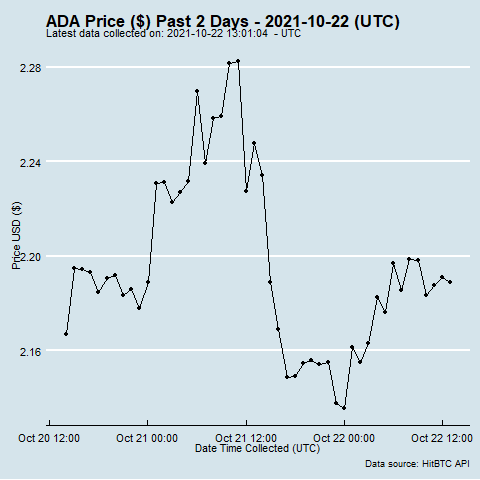 ADA Price ($) Past 2 Days - 2021-10-22 (UTC)
Latest data collected on: 2021-10-22 13:01:04 - UTC
2.28
2.24
2.20
2.16
Price USD ($)
Oct 20 12:00 Oct 21 00:00 Oct 21 12:00 Oct 22 00:00 Oct 22 12:00
Date Time Collected (UTC)
Data source: HitBTC API